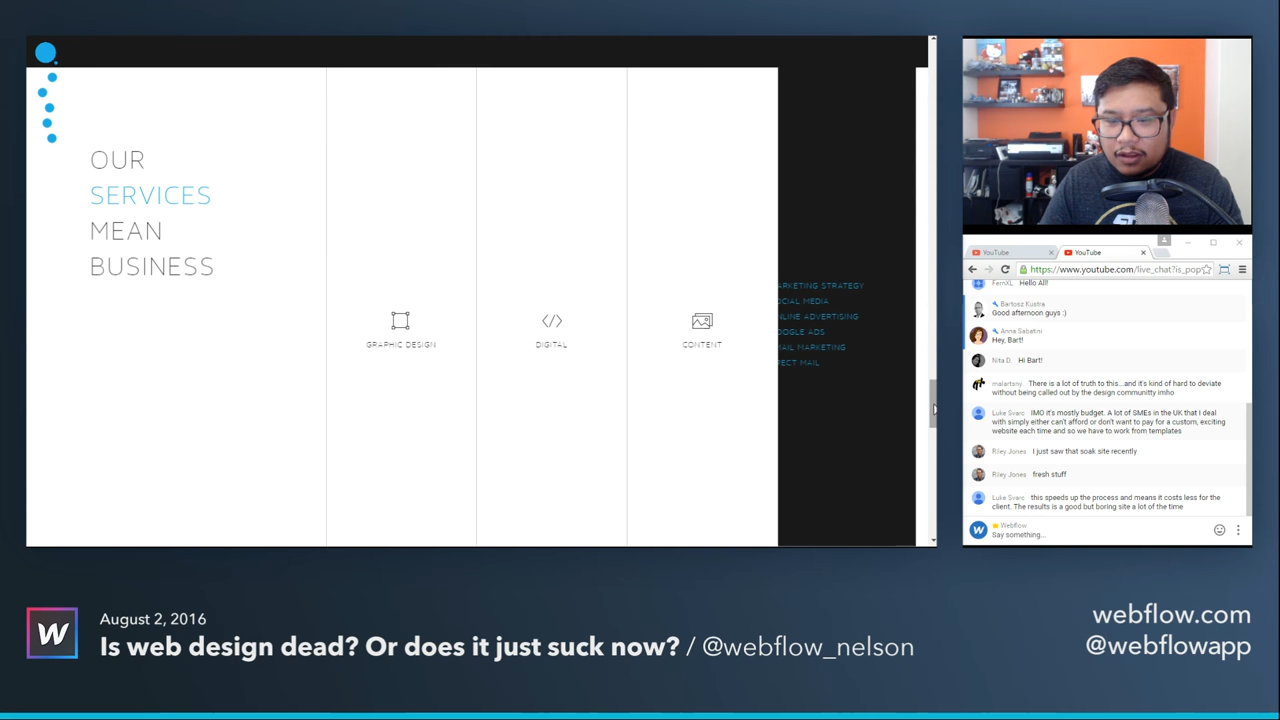 OUR
SERVICES
MEAN
BUSINESS
GRAPHIC DESIGN
DIGITAL
CONTENT
ARKETING STRATEGY
OCIAL MEDIA
NLINE ADVERTISING
OOGLE ADS
MAIL MARKETING
RECT MAIL
YouTube
YouTube
https://www.youtube.com/live_chat?is_pop
FernXL Hello All!
Bartosz Kustra
Good afternoon guys :)
Anna Sabatini
Hey, Bart!
Nita D. Hi Bart!
malartsny There is a lot of truth to this...and it's kind of hard to deviate
without being called out by the design communitty imho
Luke Svarc IMO it's mostly budget. A lot of SMEs in the UK that I deal
with simply either can't afford or don't want to pay for a custom, exciting
website each time and so we have to work from templates
Riley Jones I just saw that soak site recently
Riley Jones fresh stuff
Luke Svarc this speeds up the process and means it costs less for the
client. The results is a good but boring site a lot of the time
Webflow
Say something...
W
August 2, 2016
Is web design dead? Or does it just suck now? / @webflow_nelson
webflow.com
@webflowapp